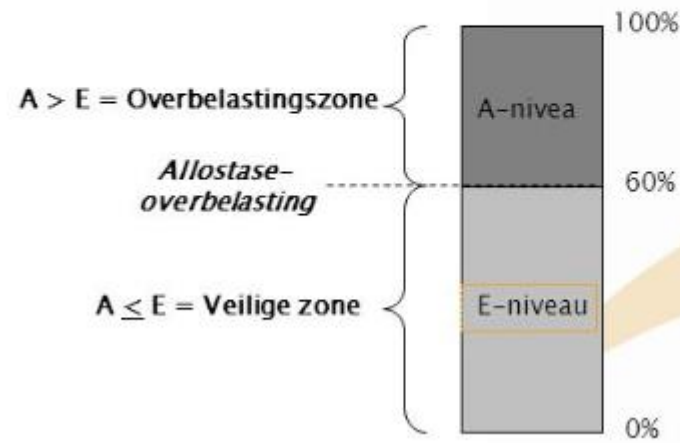 100%
A > E = Overbelastingszone
A-nivea
Allostase-
overbelasting
60%
A ≤ E = Veilige zone
E-niveau
0%